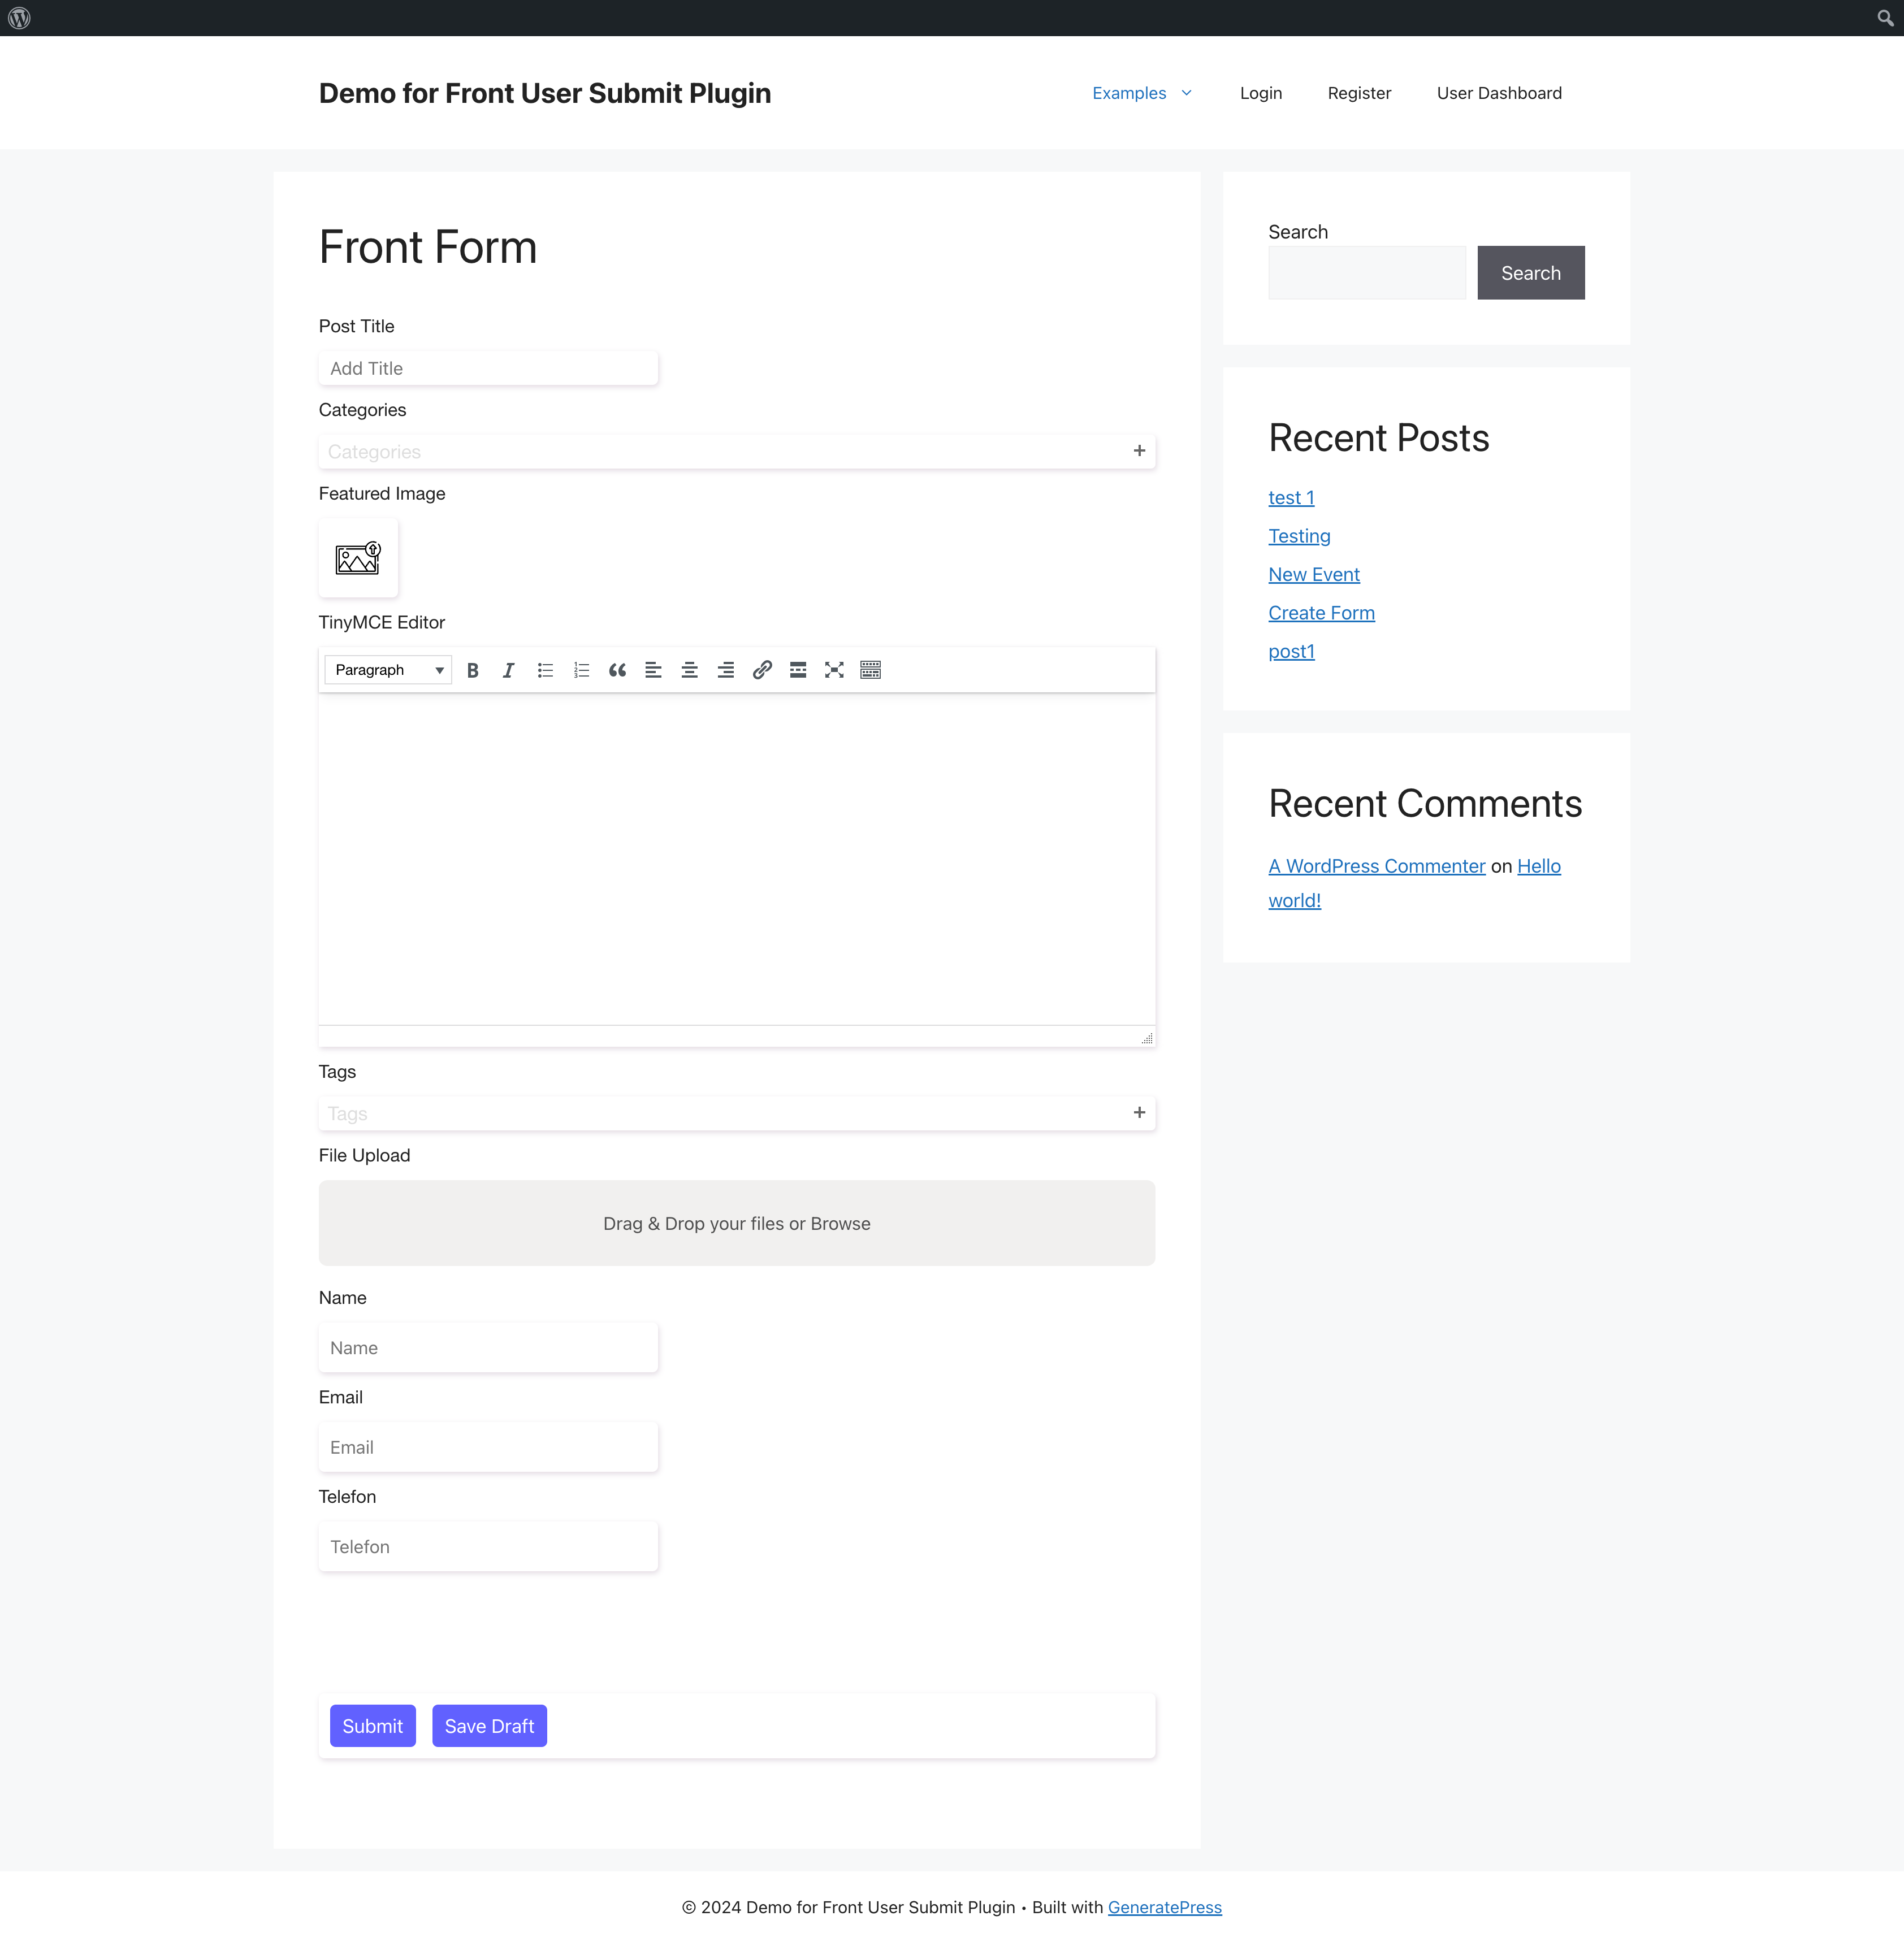 Demo for Front User Submit Plugin
Examples
Login
Register
User Dashboard
Front Form
Post Title
Add Title
Categories
Categories
Featured Image
TinyMCE Editor
Paragraph
Tags
Tags
File Upload
Drag & Drop your files or Browse
Name
Name
Email
Email
Telefon
Telefon
Submit
Save Draft
Search
Search
Recent Posts
test 1
Testing
New Event
Create Form
post1
Recent Comments
A WordPress Commenter on Hello
world!
© 2024 Demo for Front User Submit Plugin • Built with GeneratePress